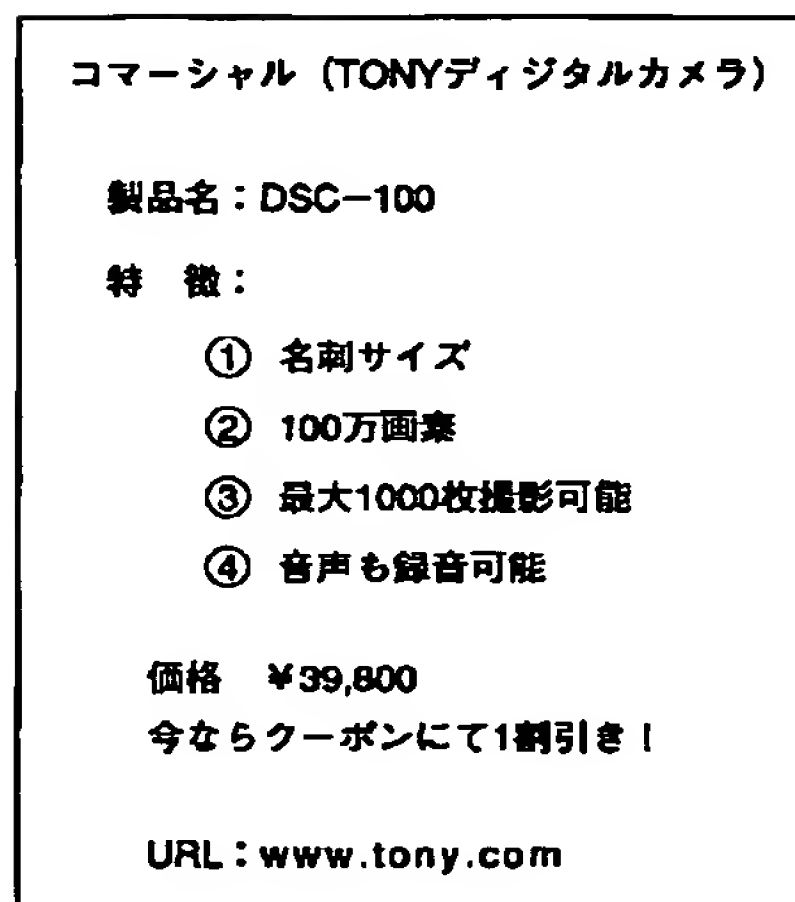 コマーシャル（TONYディジタルカメラ）
製品名：DSC－100
特　徴：
① 名刺サイズ
② 100万画素
③ 最大1000枚撮影可能
④ 音声も録音可能
価格　￥39,800
今ならクーポンにて1割引き！
URL：www.tony.com